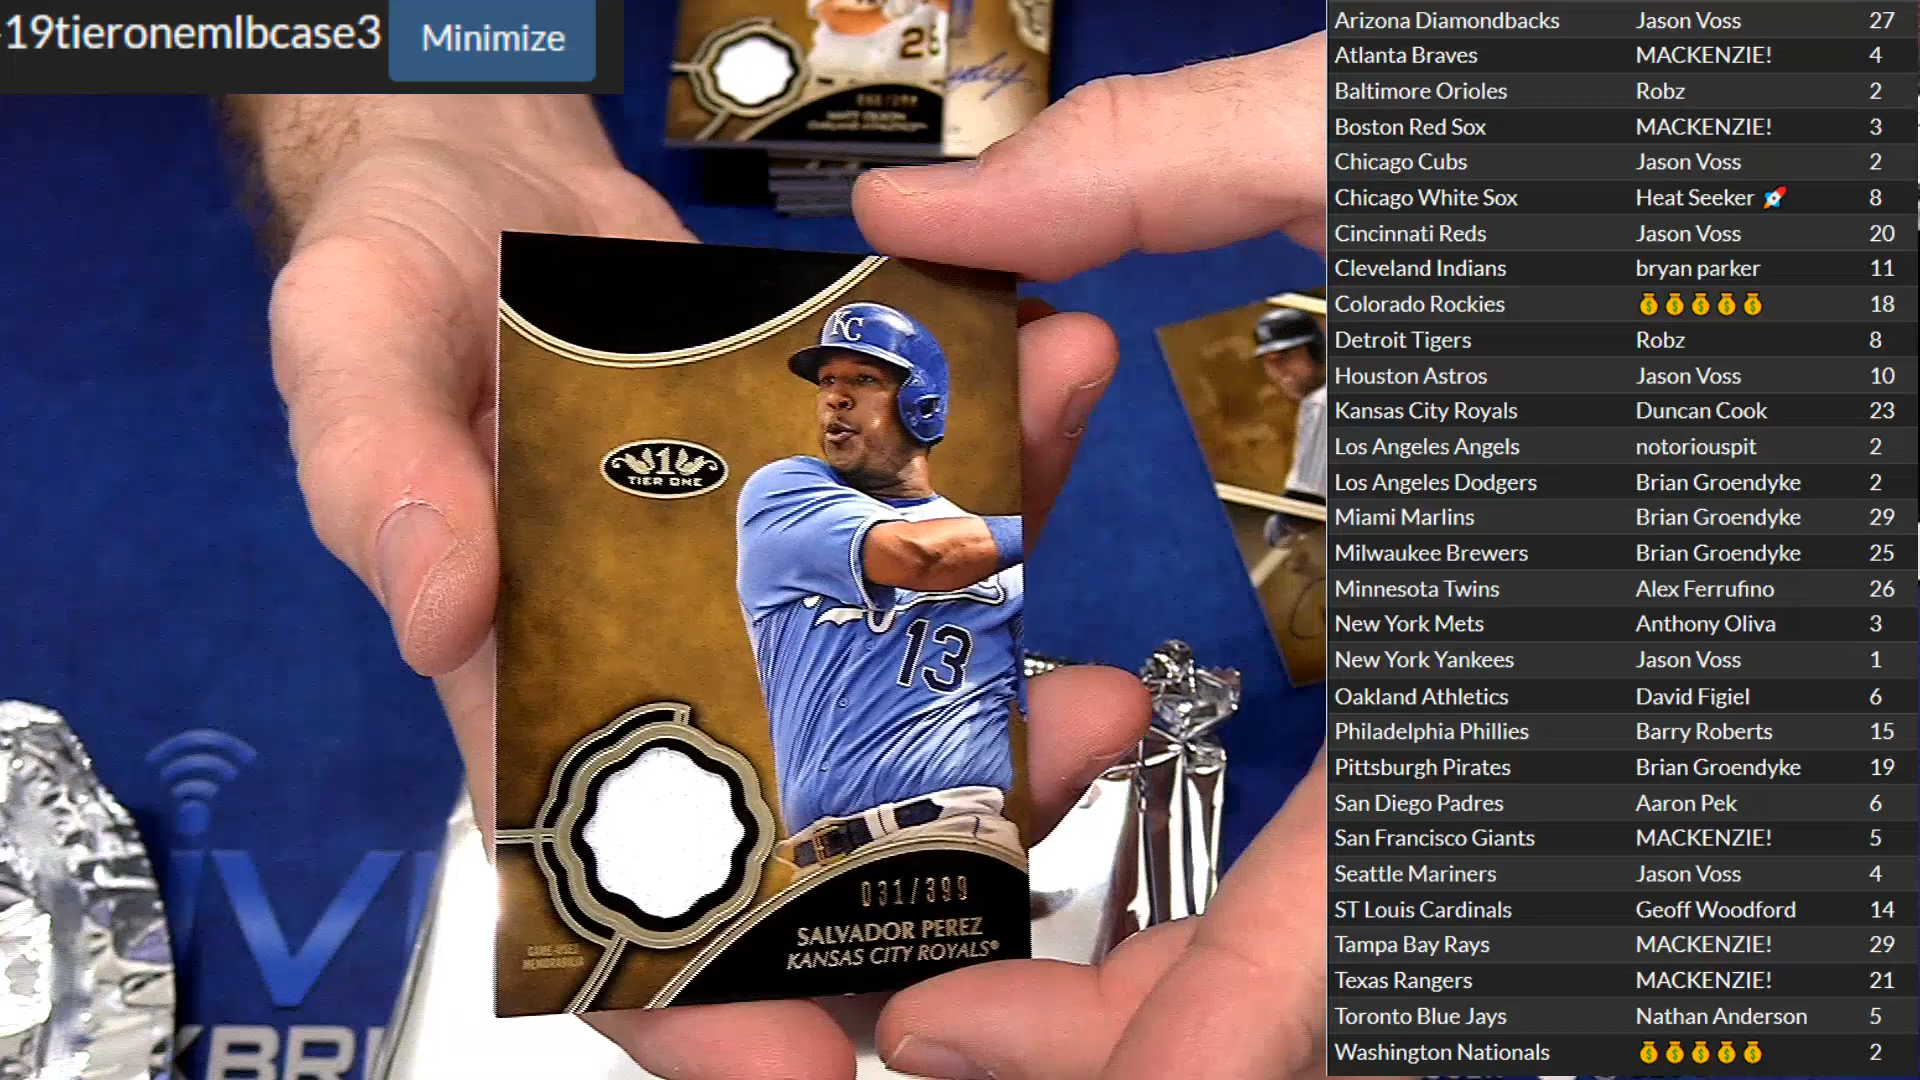 -19tieronemlbcase3 Minimize
26
TIER ONE
KC
13
031/399
SALVADOR PEREZ
KANSAS CITY ROYALS®
GAME-USED
MEMORABILIA
Arizona Diamondbacks Jason Voss 27
Atlanta Braves MACKENZIE! 4
Baltimore Orioles Robz 2
Boston Red Sox MACKENZIE! 3
Chicago Cubs Jason Voss 2
Chicago White Sox Heat Seeker 🚀 8
Cincinnati Reds Jason Voss 20
Cleveland Indians bryan parker 11
Colorado Rockies 💰💰💰💰💰 18
Detroit Tigers Robz 8
Houston Astros Jason Voss 10
Kansas City Royals Duncan Cook 23
Los Angeles Angels notoriouspit 2
Los Angeles Dodgers Brian Groendyke 2
Miami Marlins Brian Groendyke 29
Milwaukee Brewers Brian Groendyke 25
Minnesota Twins Alex Ferrufino 26
New York Mets Anthony Oliva 3
New York Yankees Jason Voss 1
Oakland Athletics David Figiel 6
Philadelphia Phillies Barry Roberts 15
Pittsburgh Pirates Brian Groendyke 19
San Diego Padres Aaron Pek 6
San Francisco Giants MACKENZIE! 5
Seattle Mariners Jason Voss 4
ST Louis Cardinals Geoff Woodford 14
Tampa Bay Rays MACKENZIE! 29
Texas Rangers MACKENZIE! 21
Toronto Blue Jays Nathan Anderson 5
Washington Nationals 💰💰💰💰💰 2